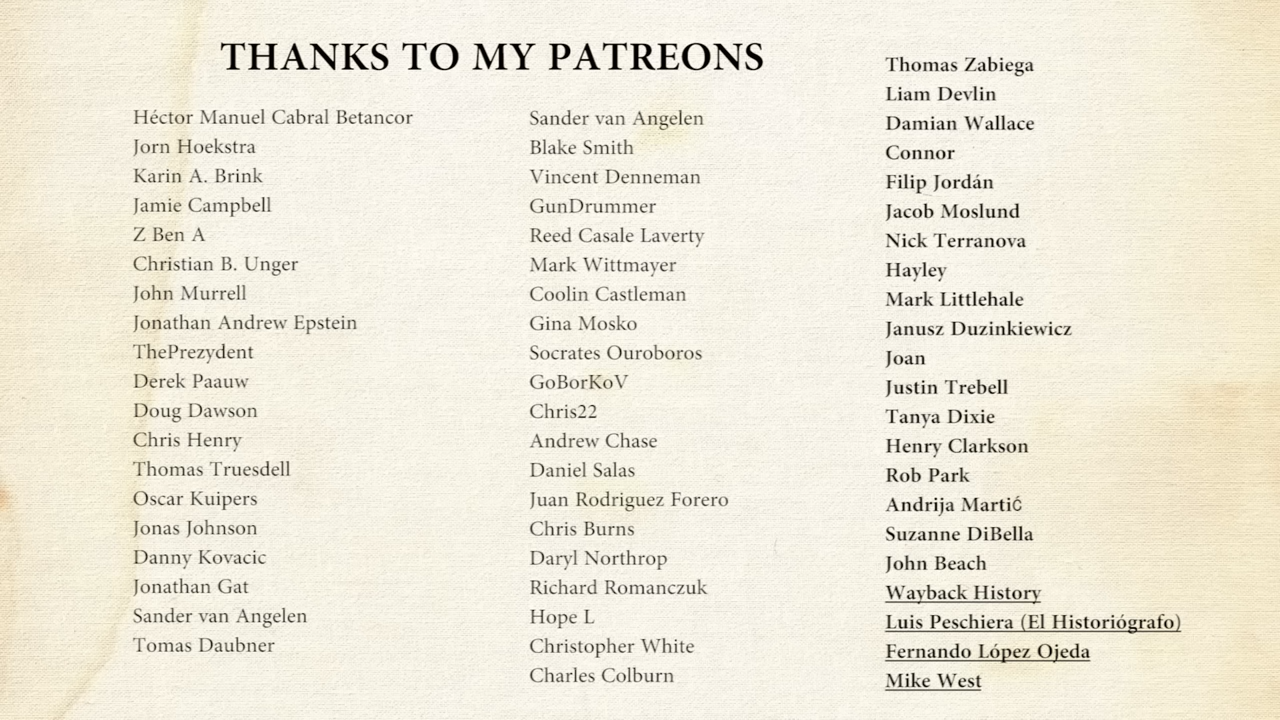 THANKS TO MY PATREONS
Héctor Manuel Cabral Betancor
Jorn Hoekstra
Karin A. Brink
Jamie Campbell
Z Ben A
Christian B. Unger
John Murrell
Jonathan Andrew Epstein
ThePrezydent
Derek Paauw
Doug Dawson
Chris Henry
Thomas Truesdell
Oscar Kuipers
Jonas Johnson
Danny Kovacic
Jonathan Gat
Sander van Angelen
Tomas Daubner
Sander van Angelen
Blake Smith
Vincent Denneman
GunDrummer
Reed Casale Laverty
Mark Wittmayer
Coolin Castleman
Gina Mosko
Socrates Ouroboros
GoBorKoV
Chris22
Andrew Chase
Daniel Salas
Juan Rodriguez Forero
Chris Burns
Daryl Northrop
Richard Romanczuk
Hope L
Christopher White
Charles Colburn
Thomas Zabiega
Liam Devlin
Damian Wallace
Connor
Filip Jordán
Jacob Moslund
Nick Terranova
Hayley
Mark Littlehale
Janusz Duzinkiewicz
Joan
Justin Trebell
Tanya Dixie
Henry Clarkson
Rob Park
Andrija Martić
Suzanne DiBella
John Beach
Wayback History
Luis Peschiera (El Historiógrafo)
Fernando López Ojeda
Mike West